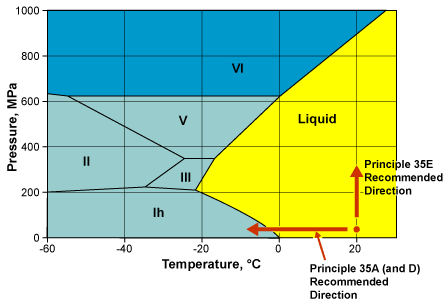 1000
800
600
400
200
0
Pressure, MPa
VI
V
Liquid
II
III
Ih
Principle 35E
Recommended
Direction
-60
-40
-20
0
20
Temperature, °C
Principle 35A (and D)
Recommended
Direction